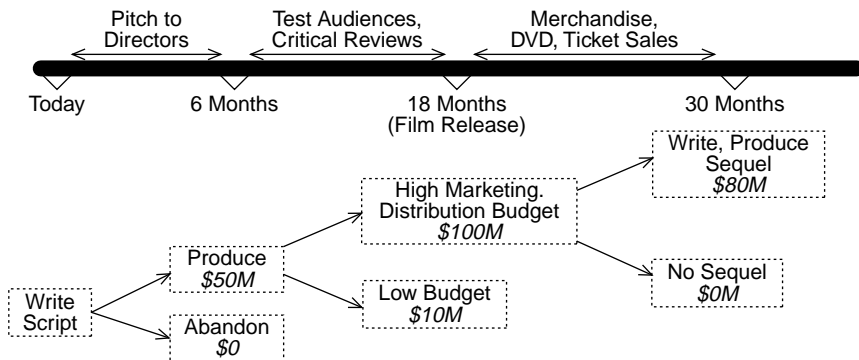 Pitch to
Directors
Test Audiences,
Critical Reviews
Merchandise,
DVD, Ticket Sales
Today
6 Months
18 Months
(Film Release)
30 Months
Write, Produce
Sequel
$80M
High Marketing.
Distribution Budget
$100M
Produce
$50M
No Sequel
$0M
Write
Script
Low Budget
$10M
Abandon
$0